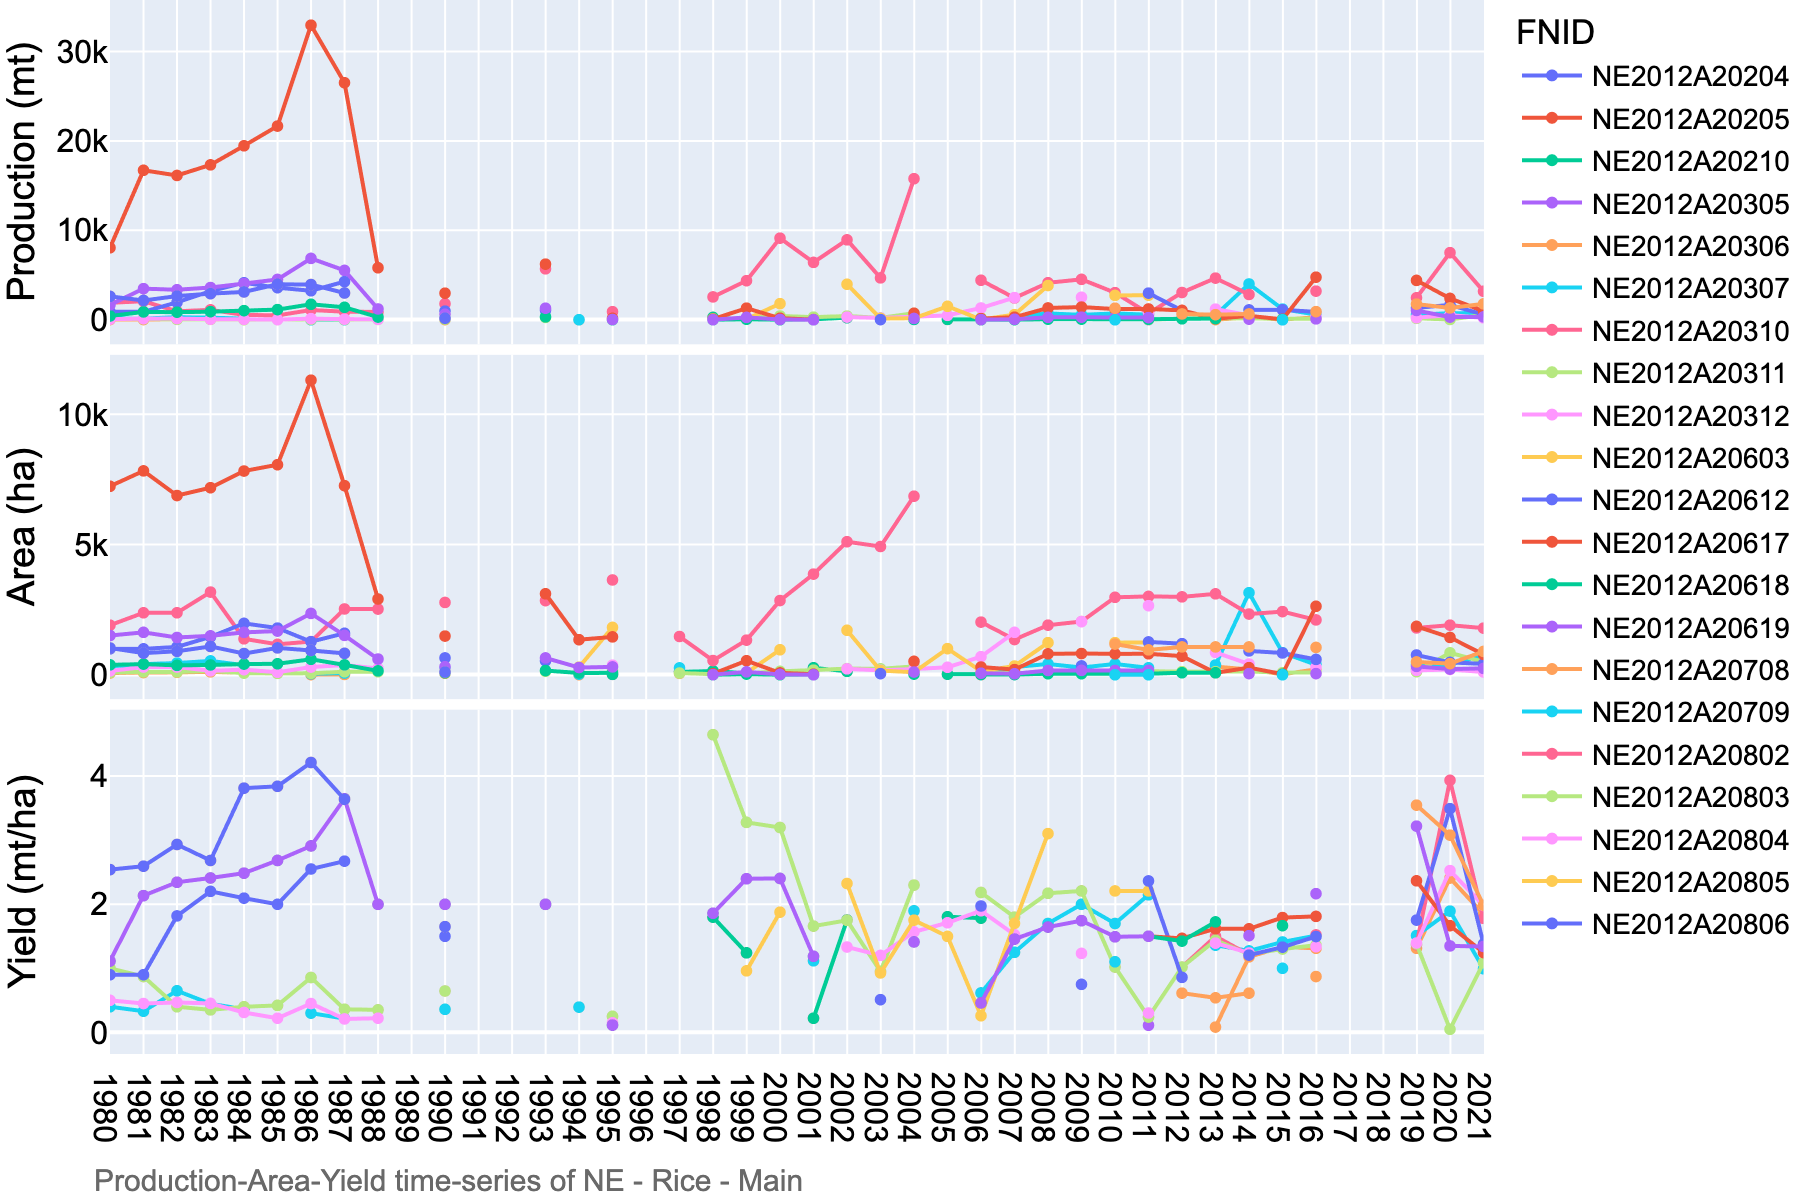 Production (mt)
30k
20k
10k
0
Area (ha)
10k
5k
0
Yield (mt/ha)
4
2
0
1980
1981
1982
1983
1984
1985
1986
1987
1988
1989
1990
1991
1992
1993
1994
1995
1996
1997
1998
1999
2000
2001
2002
2003
2004
2005
2006
2007
2008
2009
2010
2011
2012
2013
2014
2015
2016
2017
2018
2019
2020
2021
Production-Area-Yield time-series of NE - Rice - Main
FNID
NE2012A20204
NE2012A20205
NE2012A20210
NE2012A20305
NE2012A20306
NE2012A20307
NE2012A20310
NE2012A20311
NE2012A20312
NE2012A20603
NE2012A20612
NE2012A20617
NE2012A20618
NE2012A20619
NE2012A20708
NE2012A20709
NE2012A20802
NE2012A20803
NE2012A20804
NE2012A20805
NE2012A20806